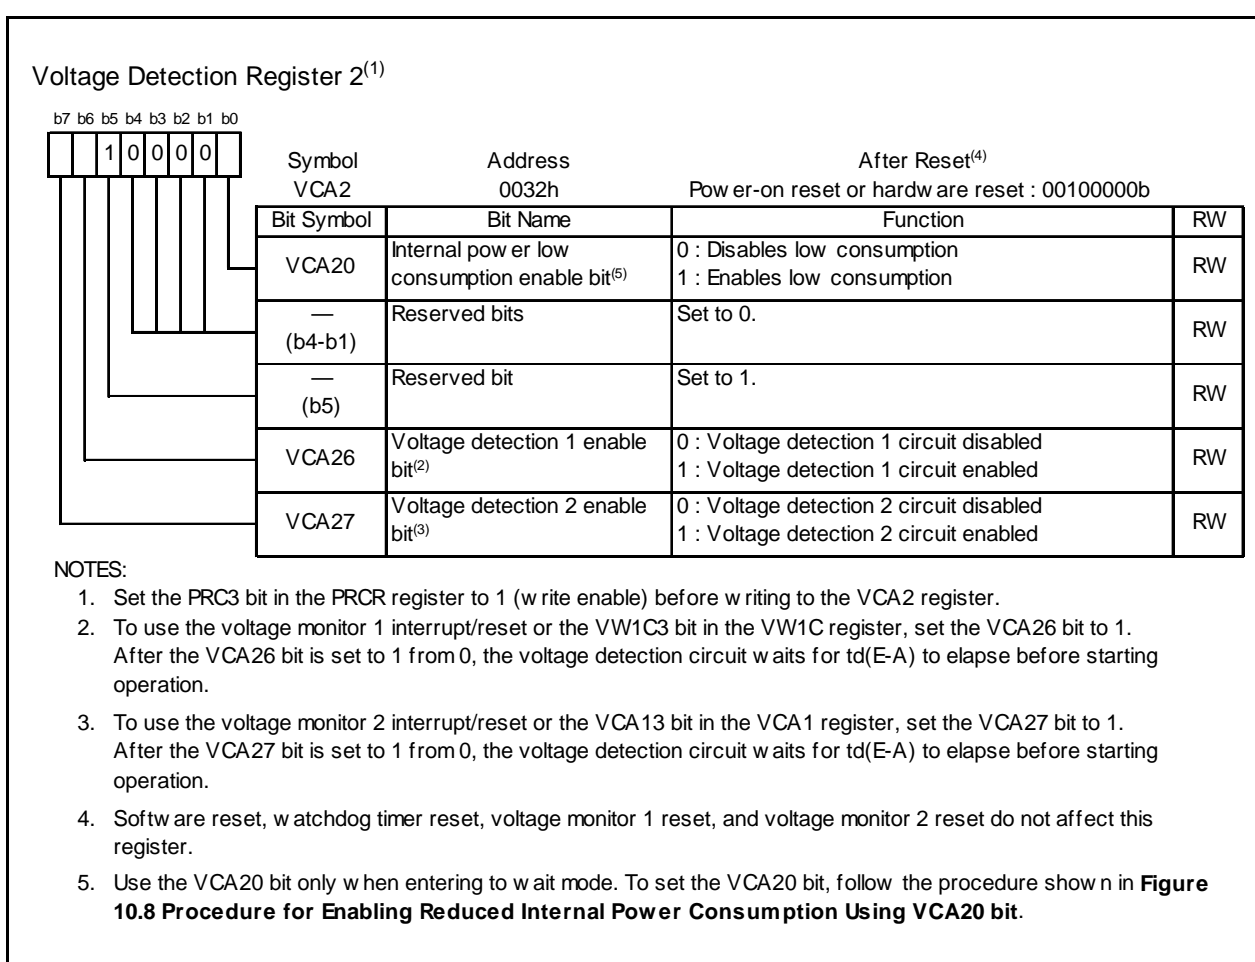 Voltage Detection Register 2(1)
b7 b6 b5 b4 b3 b2 b1 b0
1 0 0 0 0
Symbol Address After Reset(4)
VCA2 0032h Power-on reset or hardware reset : 00100000b
Bit Symbol Bit Name Function RW
VCA20 Internal power low consumption enable bit(5) 0 : Disables low consumption RW
1 : Enables low consumption
— (b4-b1) Reserved bits Set to 0. RW
— (b5) Reserved bit Set to 1. RW
VCA26 Voltage detection 1 enable bit(2) 0 : Voltage detection 1 circuit disabled RW
1 : Voltage detection 1 circuit enabled
VCA27 Voltage detection 2 enable bit(3) 0 : Voltage detection 2 circuit disabled RW
1 : Voltage detection 2 circuit enabled
NOTES:
1. Set the PRC3 bit in the PRCR register to 1 (write enable) before writing to the VCA2 register.
2. To use the voltage monitor 1 interrupt/reset or the VW1C3 bit in the VW1C register, set the VCA26 bit to 1.
After the VCA26 bit is set to 1 from 0, the voltage detection circuit waits for td(E-A) to elapse before starting
operation.
3. To use the voltage monitor 2 interrupt/reset or the VCA13 bit in the VCA1 register, set the VCA27 bit to 1.
After the VCA27 bit is set to 1 from 0, the voltage detection circuit waits for td(E-A) to elapse before starting
operation.
4. Software reset, watchdog timer reset, voltage monitor 1 reset, and voltage monitor 2 reset do not affect this
register.
5. Use the VCA20 bit only when entering to wait mode. To set the VCA20 bit, follow the procedure shown in Figure
10.8 Procedure for Enabling Reduced Internal Power Consumption Using VCA20 bit.